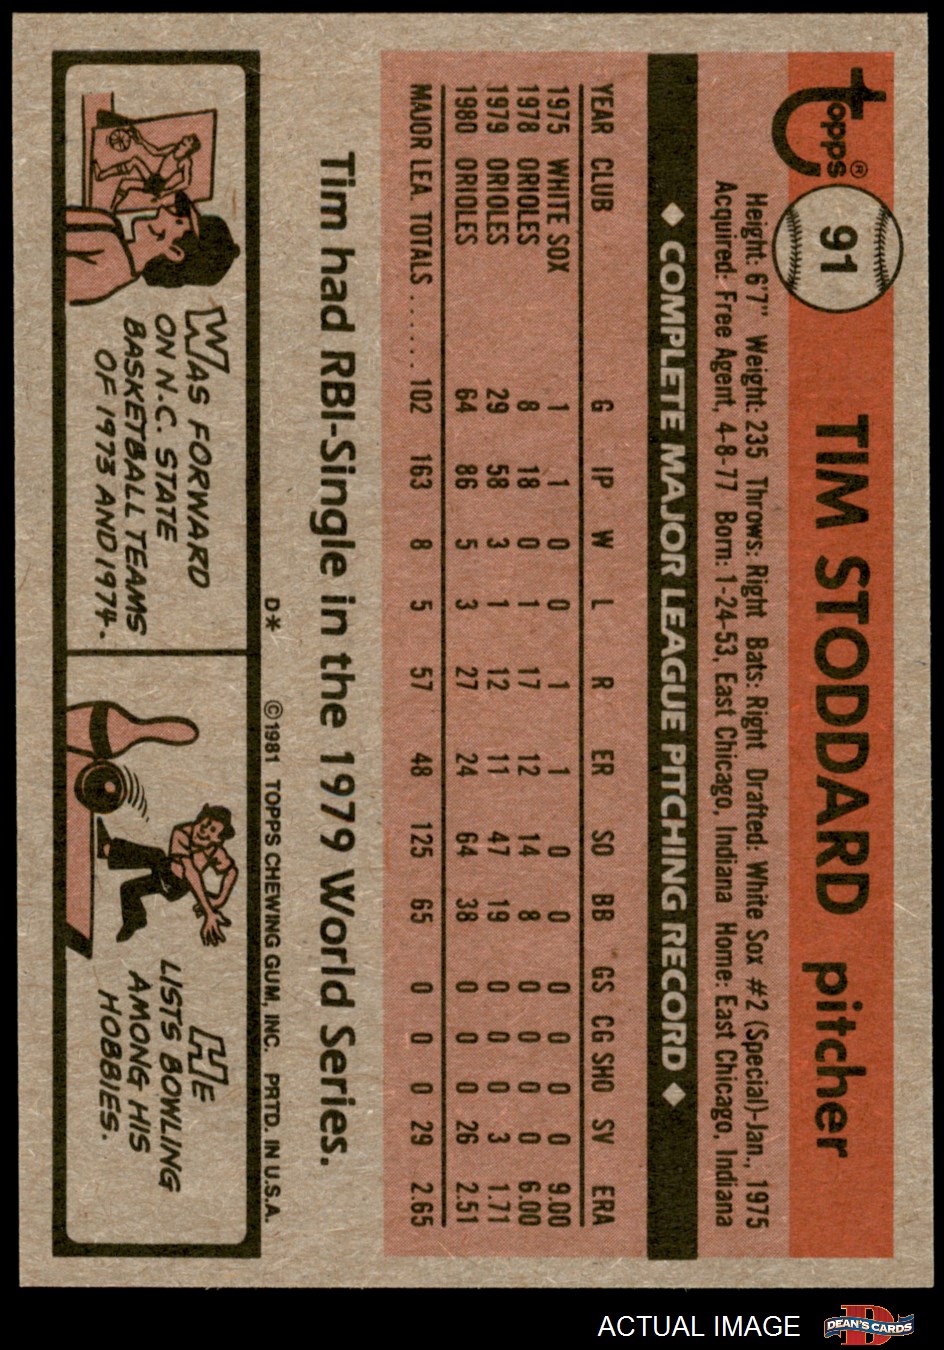 Topps®
91
TIM STODDARD pitcher
Height: 6'7" Weight: 235 Throws: Right Bats: Right Drafted: White Sox #2 (Special)-Jan., 1975
Acquired: Free Agent, 4-8-77 Born: 1-24-53, East Chicago, Indiana Home: East Chicago, Indiana
◆ COMPLETE MAJOR LEAGUE PITCHING RECORD ◆
YEAR CLUB G IP W L R ER SO BB GS CG SHO SV ERA
1975 WHITE SOX 1 1 0 0 1 1 0 0 0 0 0 0 9.00
1978 ORIOLES 8 18 0 1 17 12 14 8 0 0 0 0 6.00
1979 ORIOLES 29 58 3 1 12 11 47 19 0 0 0 3 1.71
1980 ORIOLES 64 86 5 3 27 24 64 38 0 0 0 26 2.51
MAJOR LEA. TOTALS ...... 102 163 8 5 57 48 125 65 0 0 0 29 2.65
Tim had RBI-Single in the 1979 World Series.
D* ©1981 TOPPS CHEWING GUM, INC. PRTD. IN U.S.A.
WAS FORWARD
ON N.C. STATE
BASKETBALL TEAMS
OF 1973 AND 1974.
HE
LISTS BOWLING
AMONG HIS
HOBBIES.
ACTUAL IMAGE
D
DEAN'S CARDS